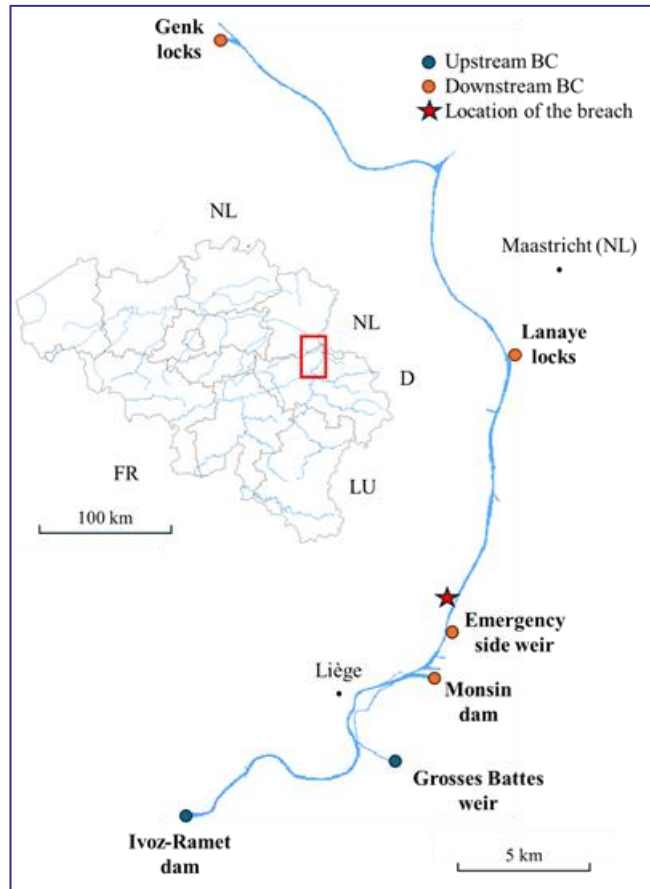 Genk
locks
Upstream BC
Downstream BC
Location of the breach
NL
Maastricht (NL)
NL
Lanaye
locks
D
FR
LU
100 km
Emergency
side weir
Liège
Monsin
dam
Grosses Battes
weir
Ivoz-Ramet
dam
5 km